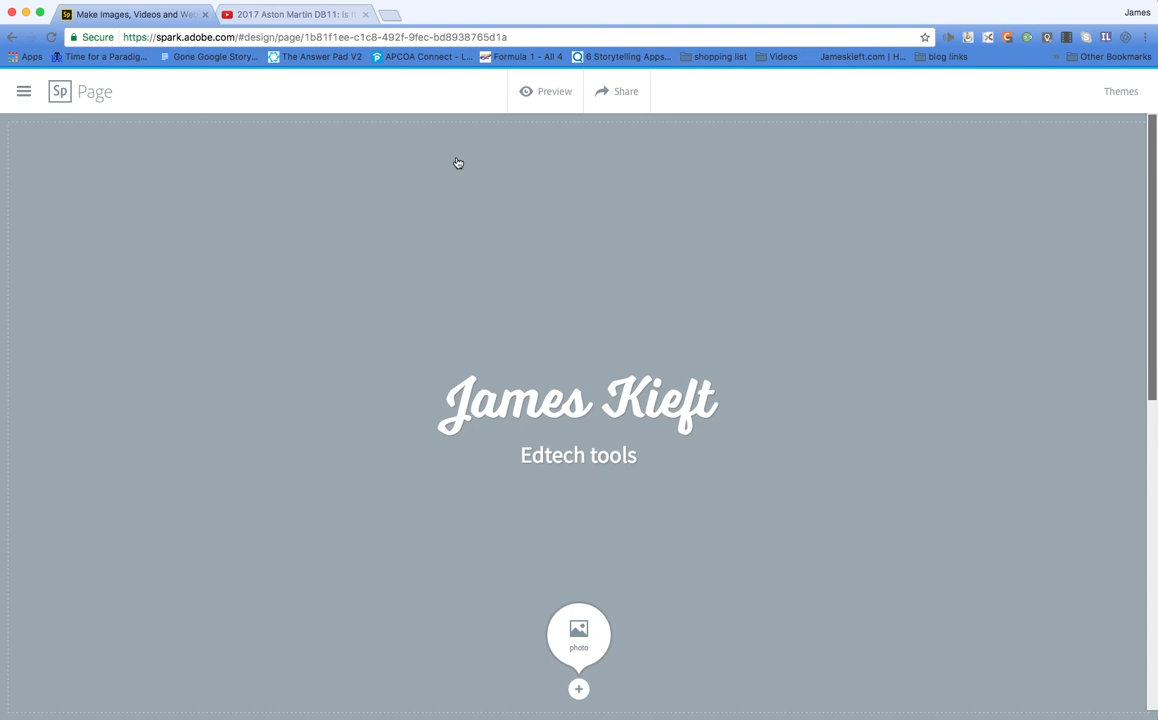 Make Images, Videos and Web
2017 Aston Martin DB11: Is
James
Secure https://spark.adobe.com/#design/page/1b81f1ee-c1c8-492f-9fec-bd8938765d1a
Apps Time for a Paradig... Gone Google Story... The Answer Pad V2 APCOA Connect - L... Formula 1 - All 4 6 Storytelling Apps... shopping list Videos Jameskieft.com | H... blog links » Other Bookmarks
Sp Page Preview Share Themes
James Kieft
Edtech tools
photo